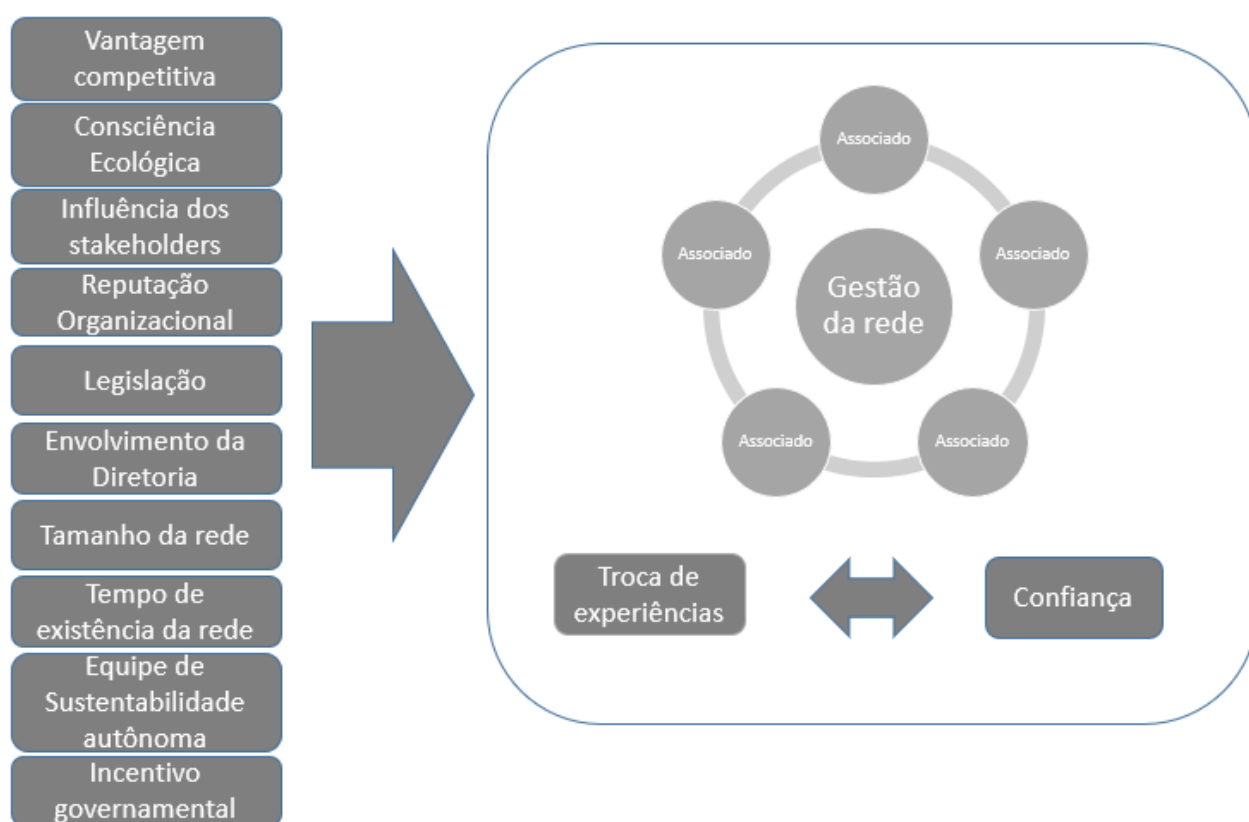 Vantagem
competitiva
Consciência
Ecológica
Influência dos
stakeholders
Reputação
Organizacional
Legislação
Envolvimento da
Diretoria
Tamanho da rede
Tempo de
existência da rede
Equipe de
Sustentabilidade
autônoma
Incentivo
governamental
Associado
Associado
Associado
Gestão
da rede
Associado
Associado
Troca de
experiências
Confiança